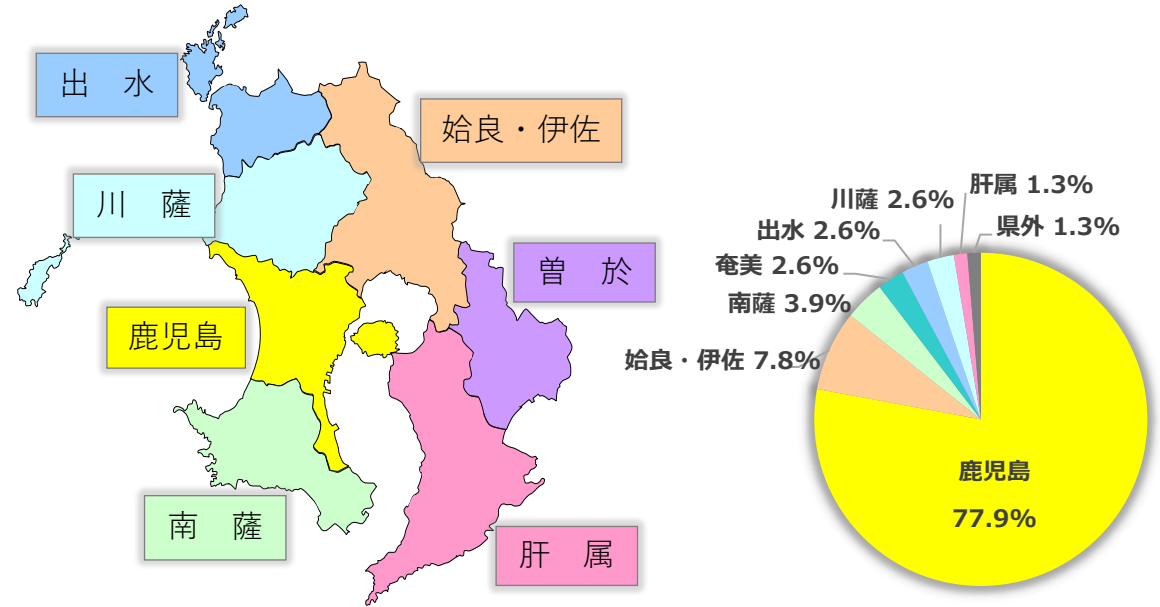 出　水
姶良・伊佐
川　薩
曽　於
鹿児島
南　薩
肝　属
肝属 1.3%
川薩 2.6%
県外 1.3%
出水 2.6%
奄美 2.6%
南薩 3.9%
姶良・伊佐 7.8%
鹿児島
77.9%